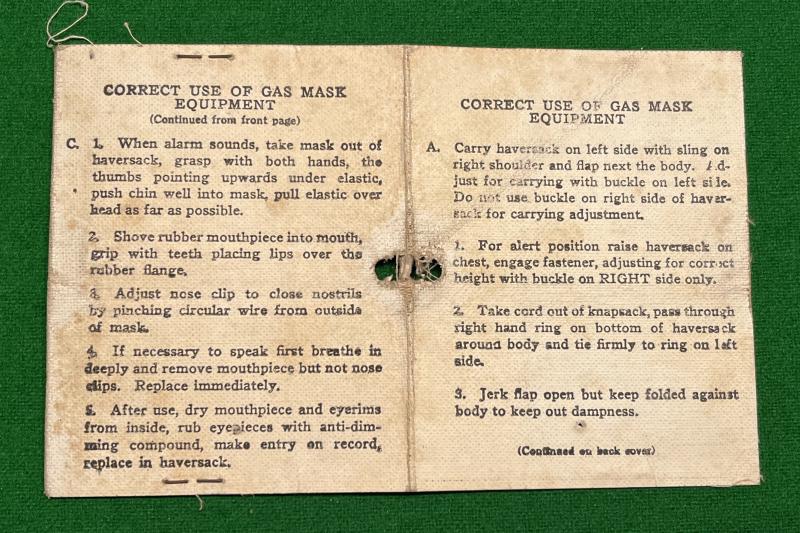 CORRECT USE OF GAS MASK
EQUIPMENT
(Continued from front page)
C. 1. When alarm sounds, take mask out of
haversack, grasp with both hands, the
thumbs pointing upwards under elastic,
push chin well into mask, pull elastic over
head as far as possible.
2. Shove rubber mouthpiece into mouth,
grip with teeth placing lips over the
rubber flange.
3. Adjust nose clip to close nostrils
by pinching circular wire from outside
of mask.
4. If necessary to speak first breathe in
deeply and remove mouthpiece but not nose
clips. Replace immediately.
5. After use, dry mouthpiece and eyerims
from inside, rub eyepieces with anti-dim-
ming compound, make entry on record,
replace in haversack.
CORRECT USE OF GAS MASK
EQUIPMENT
A. Carry haversack on left side with sling on
right shoulder and flap next the body. Ad-
just for carrying with buckle on left side.
Do not use buckle on right side of haver-
sack for carrying adjustment.
1. For alert position raise haversack on
chest, engage fastener, adjusting for correct
height with buckle on RIGHT side only.
2. Take cord out of knapsack, pass through
right hand ring on bottom of haversack
around body and tie firmly to ring on left
side.
3. Jerk flap open but keep folded against
body to keep out dampness.
(Continued on back cover)